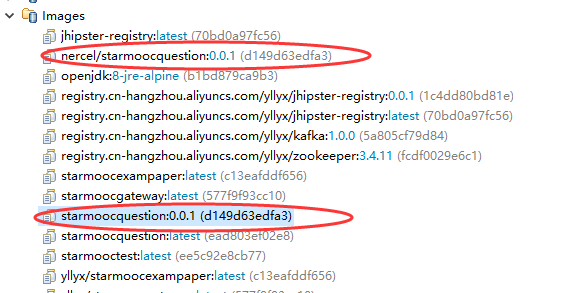 Images
jhipster-registry:latest (70bd0a97fc56)
nercel/starmoocquestion:0.0.1 (d149d63edfa3)
openjdk:8-jre-alpine (b1bd879ca9b3)
registry.cn-hangzhou.aliyuncs.com/yllyx/jhipster-registry:0.0.1 (1c4dd80bd81e)
registry.cn-hangzhou.aliyuncs.com/yllyx/jhipster-registry:latest (70bd0a97fc56)
registry.cn-hangzhou.aliyuncs.com/yllyx/kafka:1.0.0 (5a805cf79d84)
registry.cn-hangzhou.aliyuncs.com/yllyx/zookeeper:3.4.11 (fcdf0029e6c1)
starmoocexampaper:latest (c13eafddf656)
starmoocgateway:latest (577f9f93cc10)
starmoocquestion:0.0.1 (d149d63edfa3)
starmoocquestion:latest (ead803ef02e8)
starmooctest:latest (ee5c92e8cb77)
yllyx/starmoocexampaper:latest (c13eafddf656)